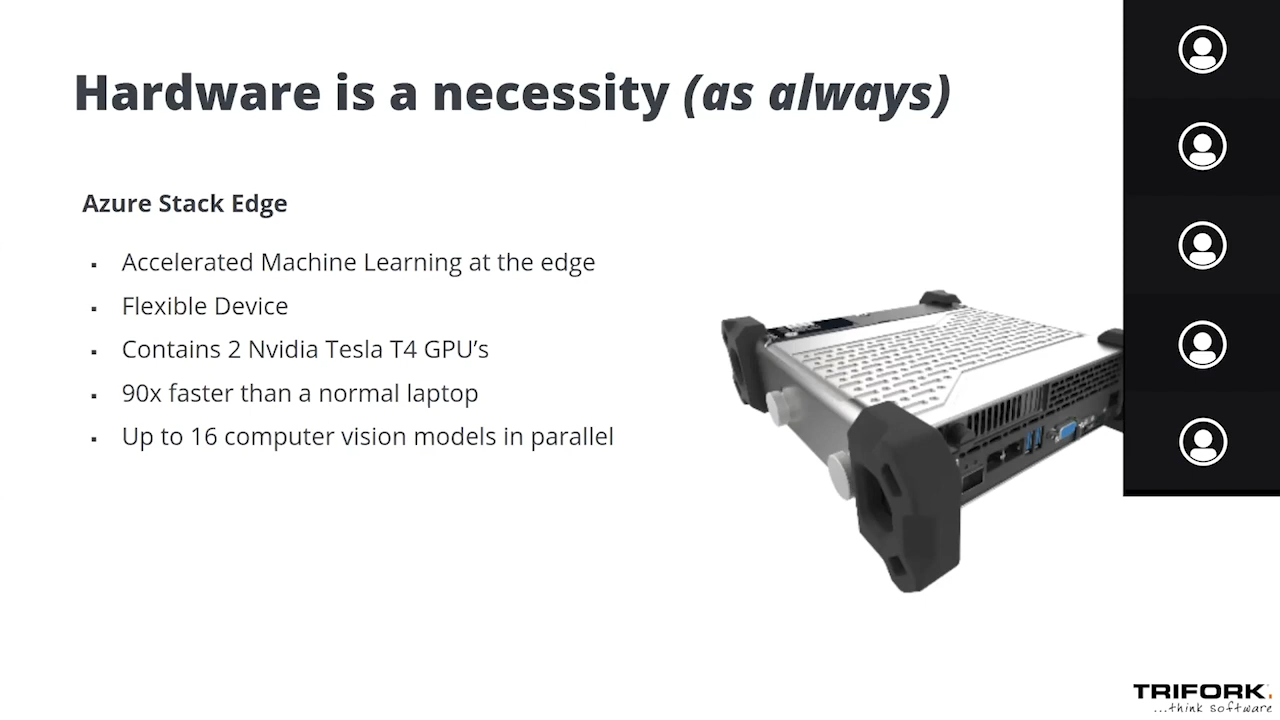 Hardware is a necessity (as always)
Azure Stack Edge
▪ Accelerated Machine Learning at the edge
▪ Flexible Device
▪ Contains 2 Nvidia Tesla T4 GPU’s
▪ 90x faster than a normal laptop
▪ Up to 16 computer vision models in parallel
TRIFORK.
...think software